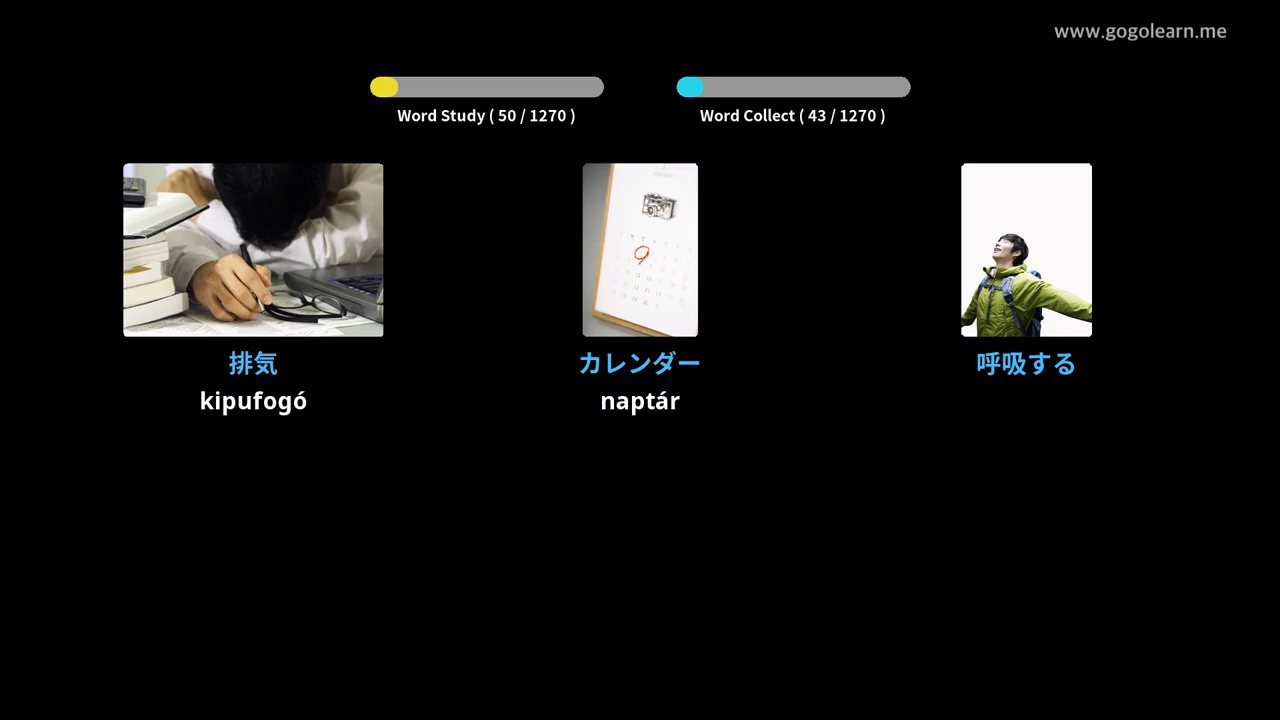 www.gogolearn.me
Word Study ( 50 / 1270 )
Word Collect ( 43 / 1270 )
排気
カレンダー
呼吸する
kipufogó
naptár